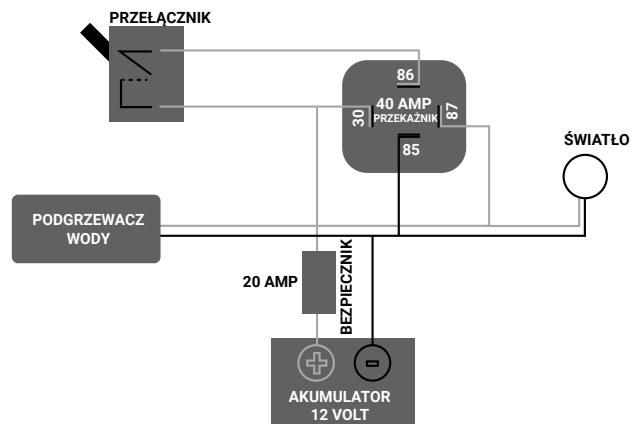 PRZEŁĄCZNIK
86
40 AMP
PRZEKAŹNIK
30
87
85
ŚWIATŁO
PODGRZEWACZ
WODY
20 AMP
BEZPIECZNIK
+
-
AKUMULATOR
12 VOLT